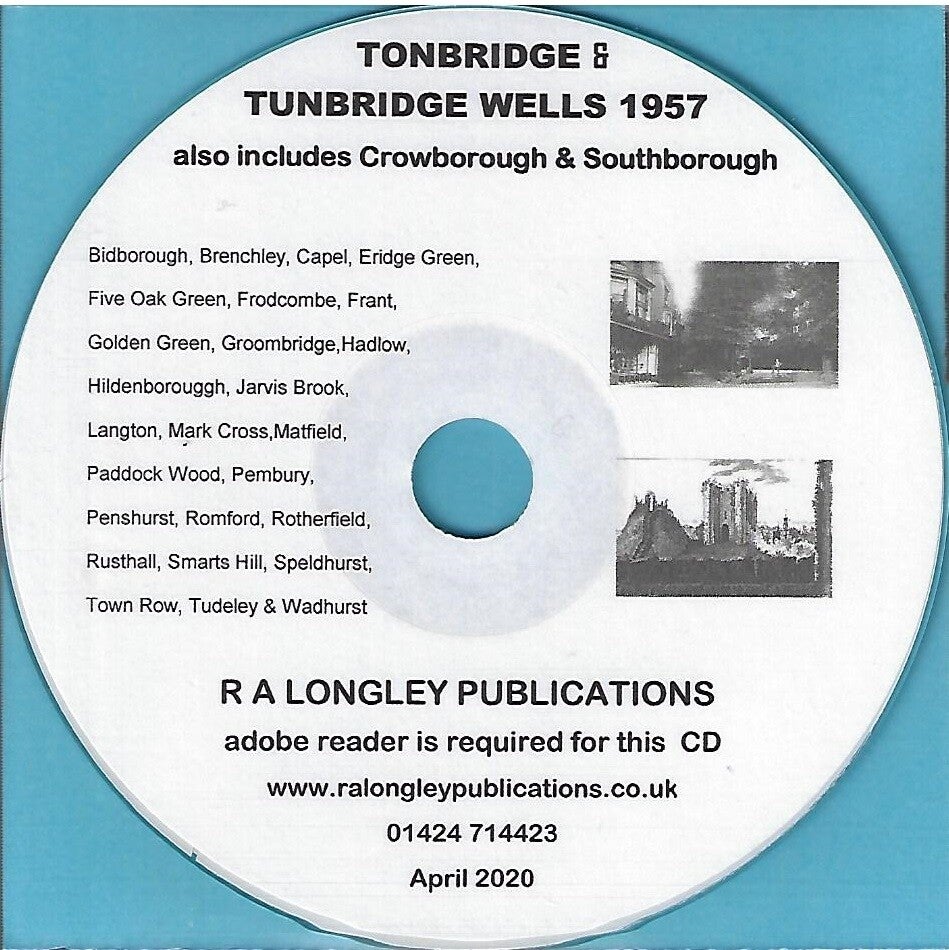 TONBRIDGE &
TUNBRIDGE WELLS 1957
also includes Crowborough & Southborough
Bidborough, Brenchley, Capel, Eridge Green,
Five Oak Green, Frodcombe, Frant,
Golden Green, Groombridge,Hadlow,
Hildenborouggh, Jarvis Brook,
Langton, Mark Cross,Matfield,
Paddock Wood, Pembury,
Penshurst, Romford, Rotherfield,
Rusthall, Smarts Hill, Speldhurst,
Town Row, Tudeley & Wadhurst
R A LONGLEY PUBLICATIONS
adobe reader is required for this CD
www.ralongleypublications.co.uk
01424 714423
April 2020